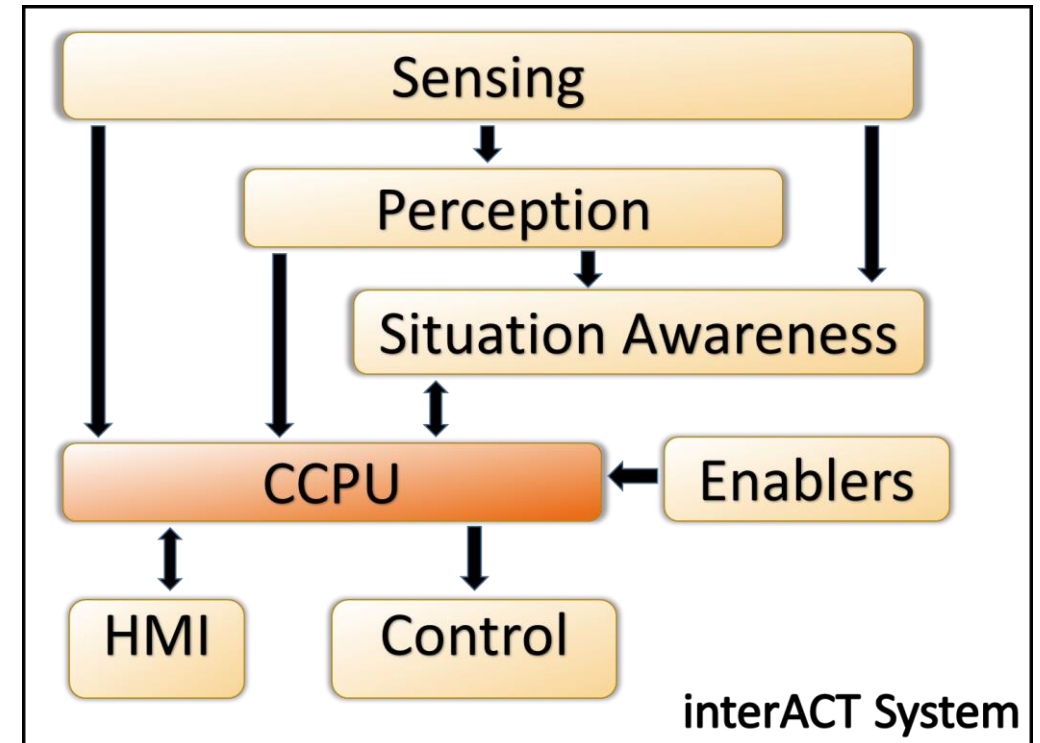 Sensing
Perception
Situation Awareness
CCPU
Enablers
HMI
Control
interACT System